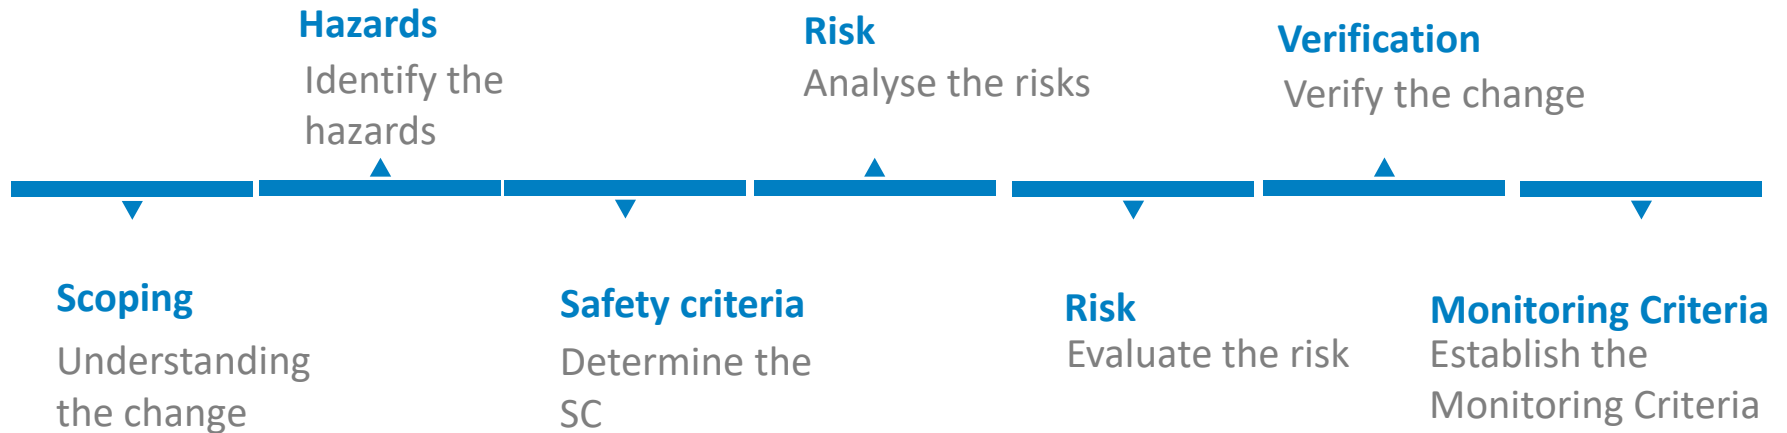 Hazards
Identify the
hazards
Risk
Analyse the risks
Verification
Verify the change
Scoping
Understanding
the change
Safety criteria
Determine the
SC
Risk
Evaluate the risk
Monitoring Criteria
Establish the
Monitoring Criteria